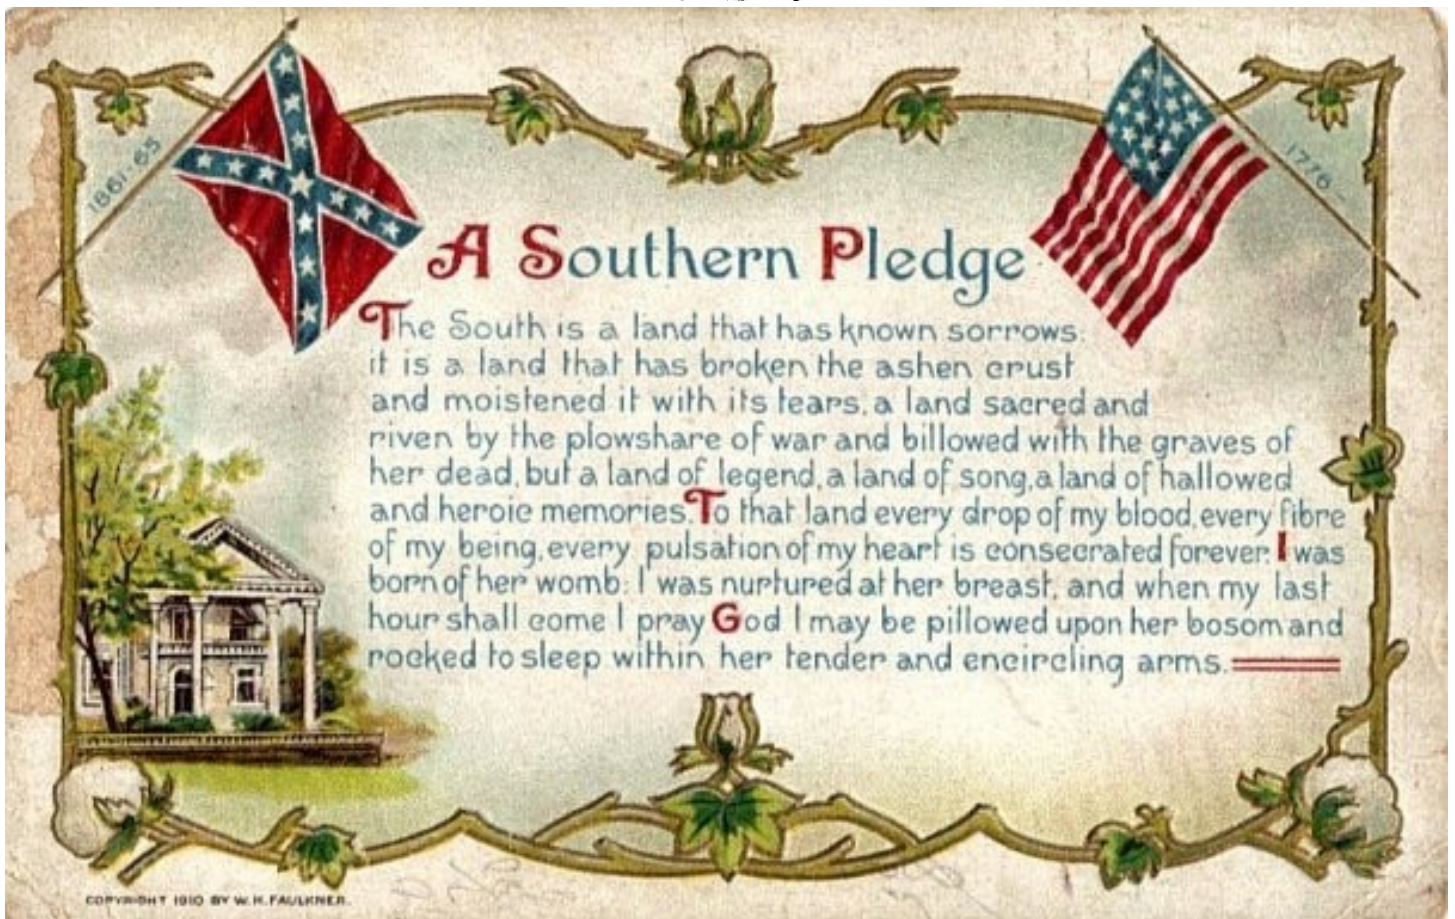 1861-65
1776
A Southern Pledge
The South is a land that has known sorrows:
it is a land that has broken the ashen crust
and moistened it with its tears, a land sacred and
riven by the plowshare of war and billowed with the graves of
her dead, but a land of legend, a land of song, a land of hallowed
and heroic memories. To that land every drop of my blood, every fibre
of my being, every pulsation of my heart is consecrated forever. I was
born of her womb: I was nurtured at her breast, and when my last
hour shall come I pray God I may be pillowed upon her bosom and
rocked to sleep within her tender and encircling arms.
COPYRIGHT 1910 BY W. H. FAULKNER.